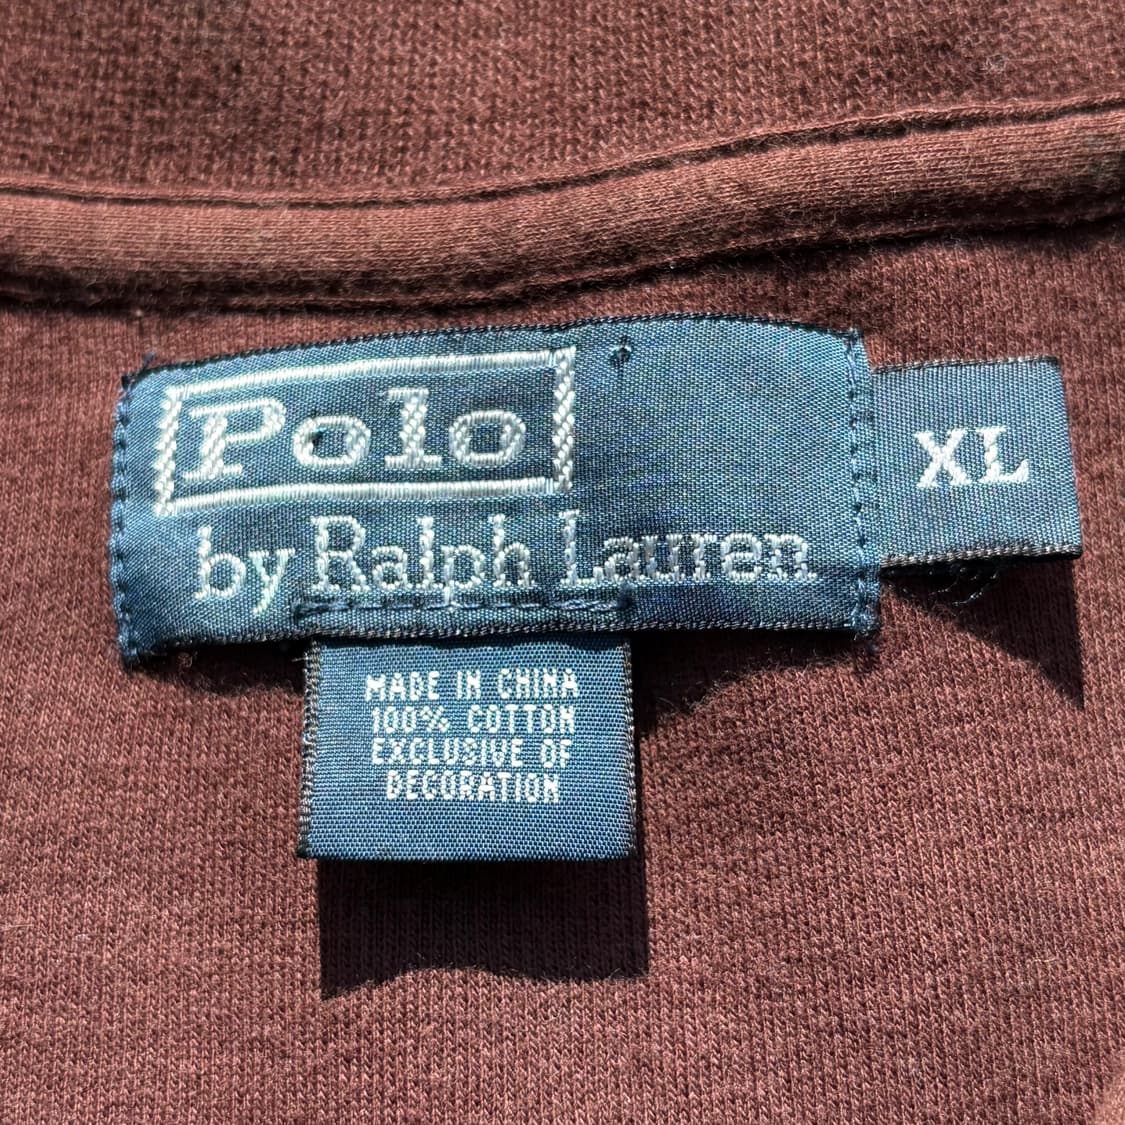 Polo
by Ralph Lauren
XL
MADE IN CHINA
100% COTTON
EXCLUSIVE OF
DECORATION